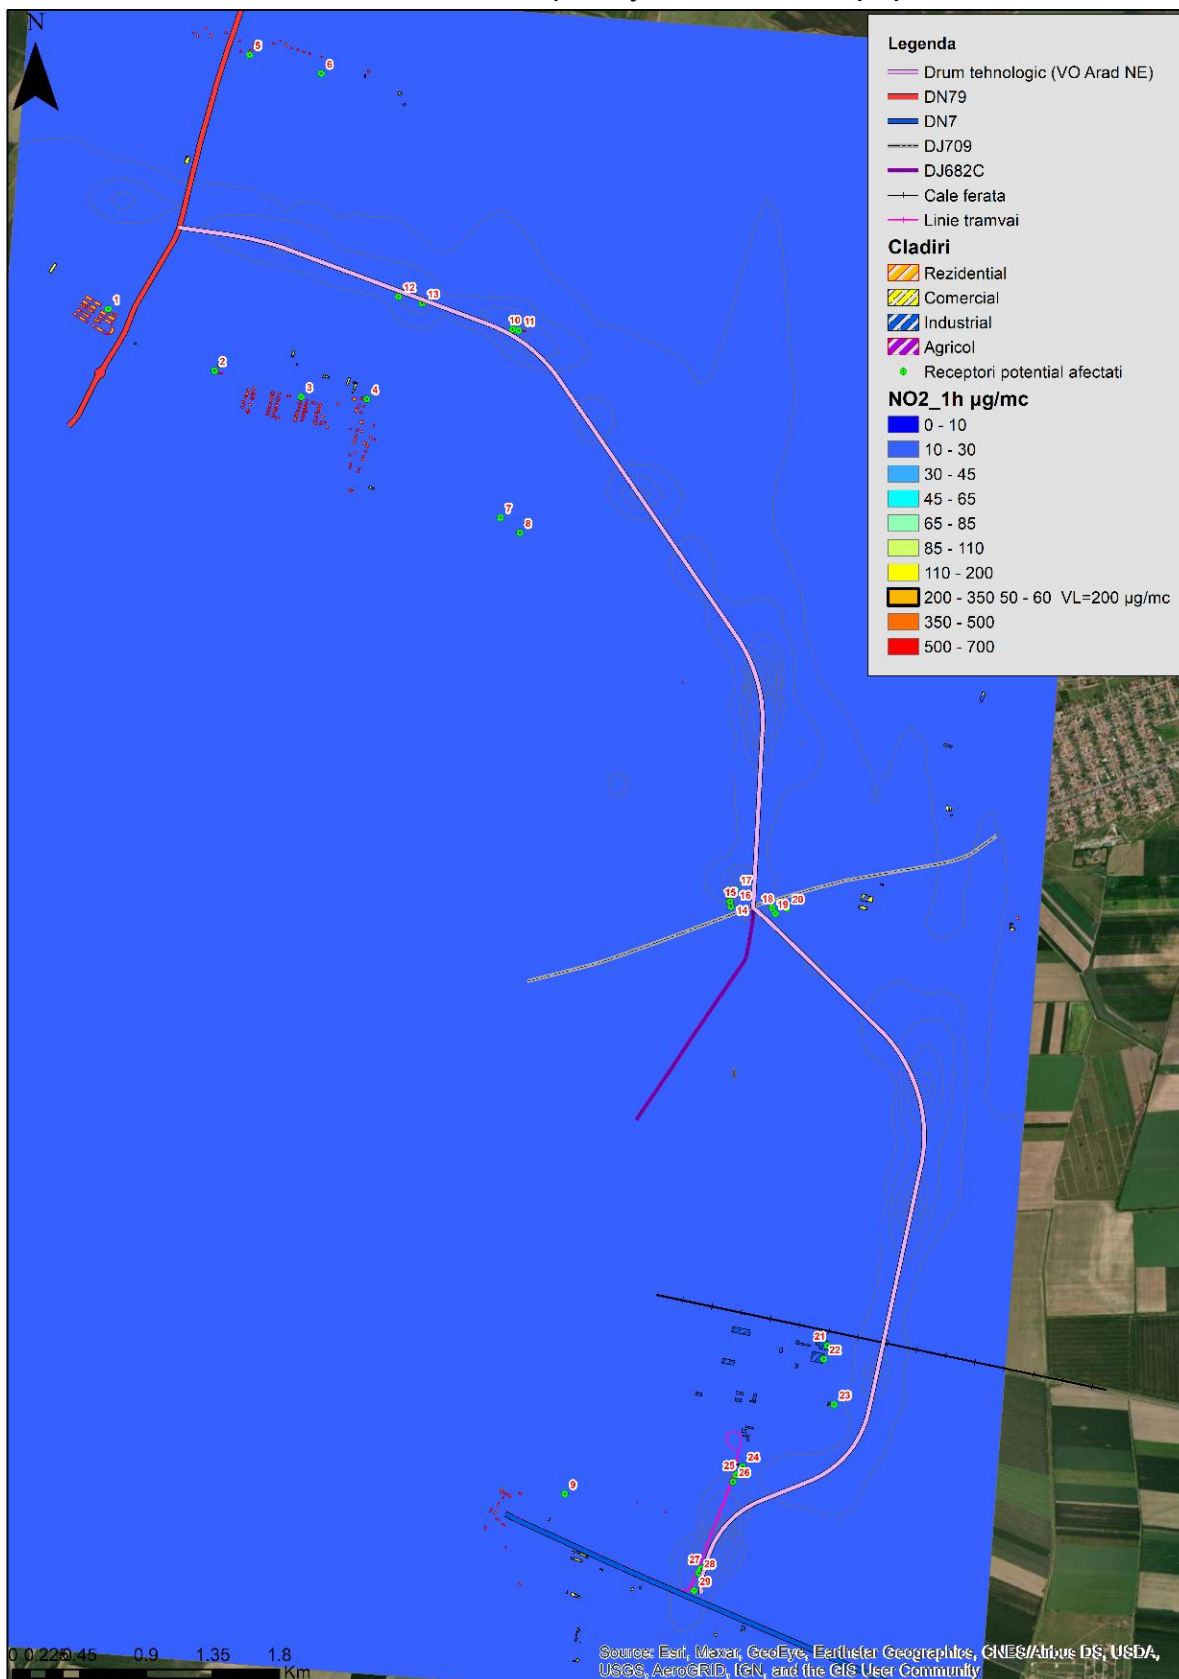 N
Legenda
Drum tehnologic (VO Arad NE)
DN79
DN7
DJ709
DJ682C
Cale ferata
Linie tramvai
Cladiri
Rezidential
Comercial
Industrial
Agricol
Receptori potential afectati
NO2_1h µg/mc
0 - 10
10 - 30
30 - 45
45 - 65
65 - 85
85 - 110
110 - 200
200 - 350 50 - 60 VL=200 µg/mc
350 - 500
500 - 700
5
6
1
12
13
10
11
2
3
4
7
8
17
15
16
18
20
14
19
21
22
23
24
25
26
9
27
28
29
0 0.225 0.45 0.9 1.35 1.8
Km
Source: Esri, Maxar, GeoEye, Earthstar Geographics, CNES/Airbus DS, USDA,
USGS, AeroGRID, IGN, and the GIS User Community